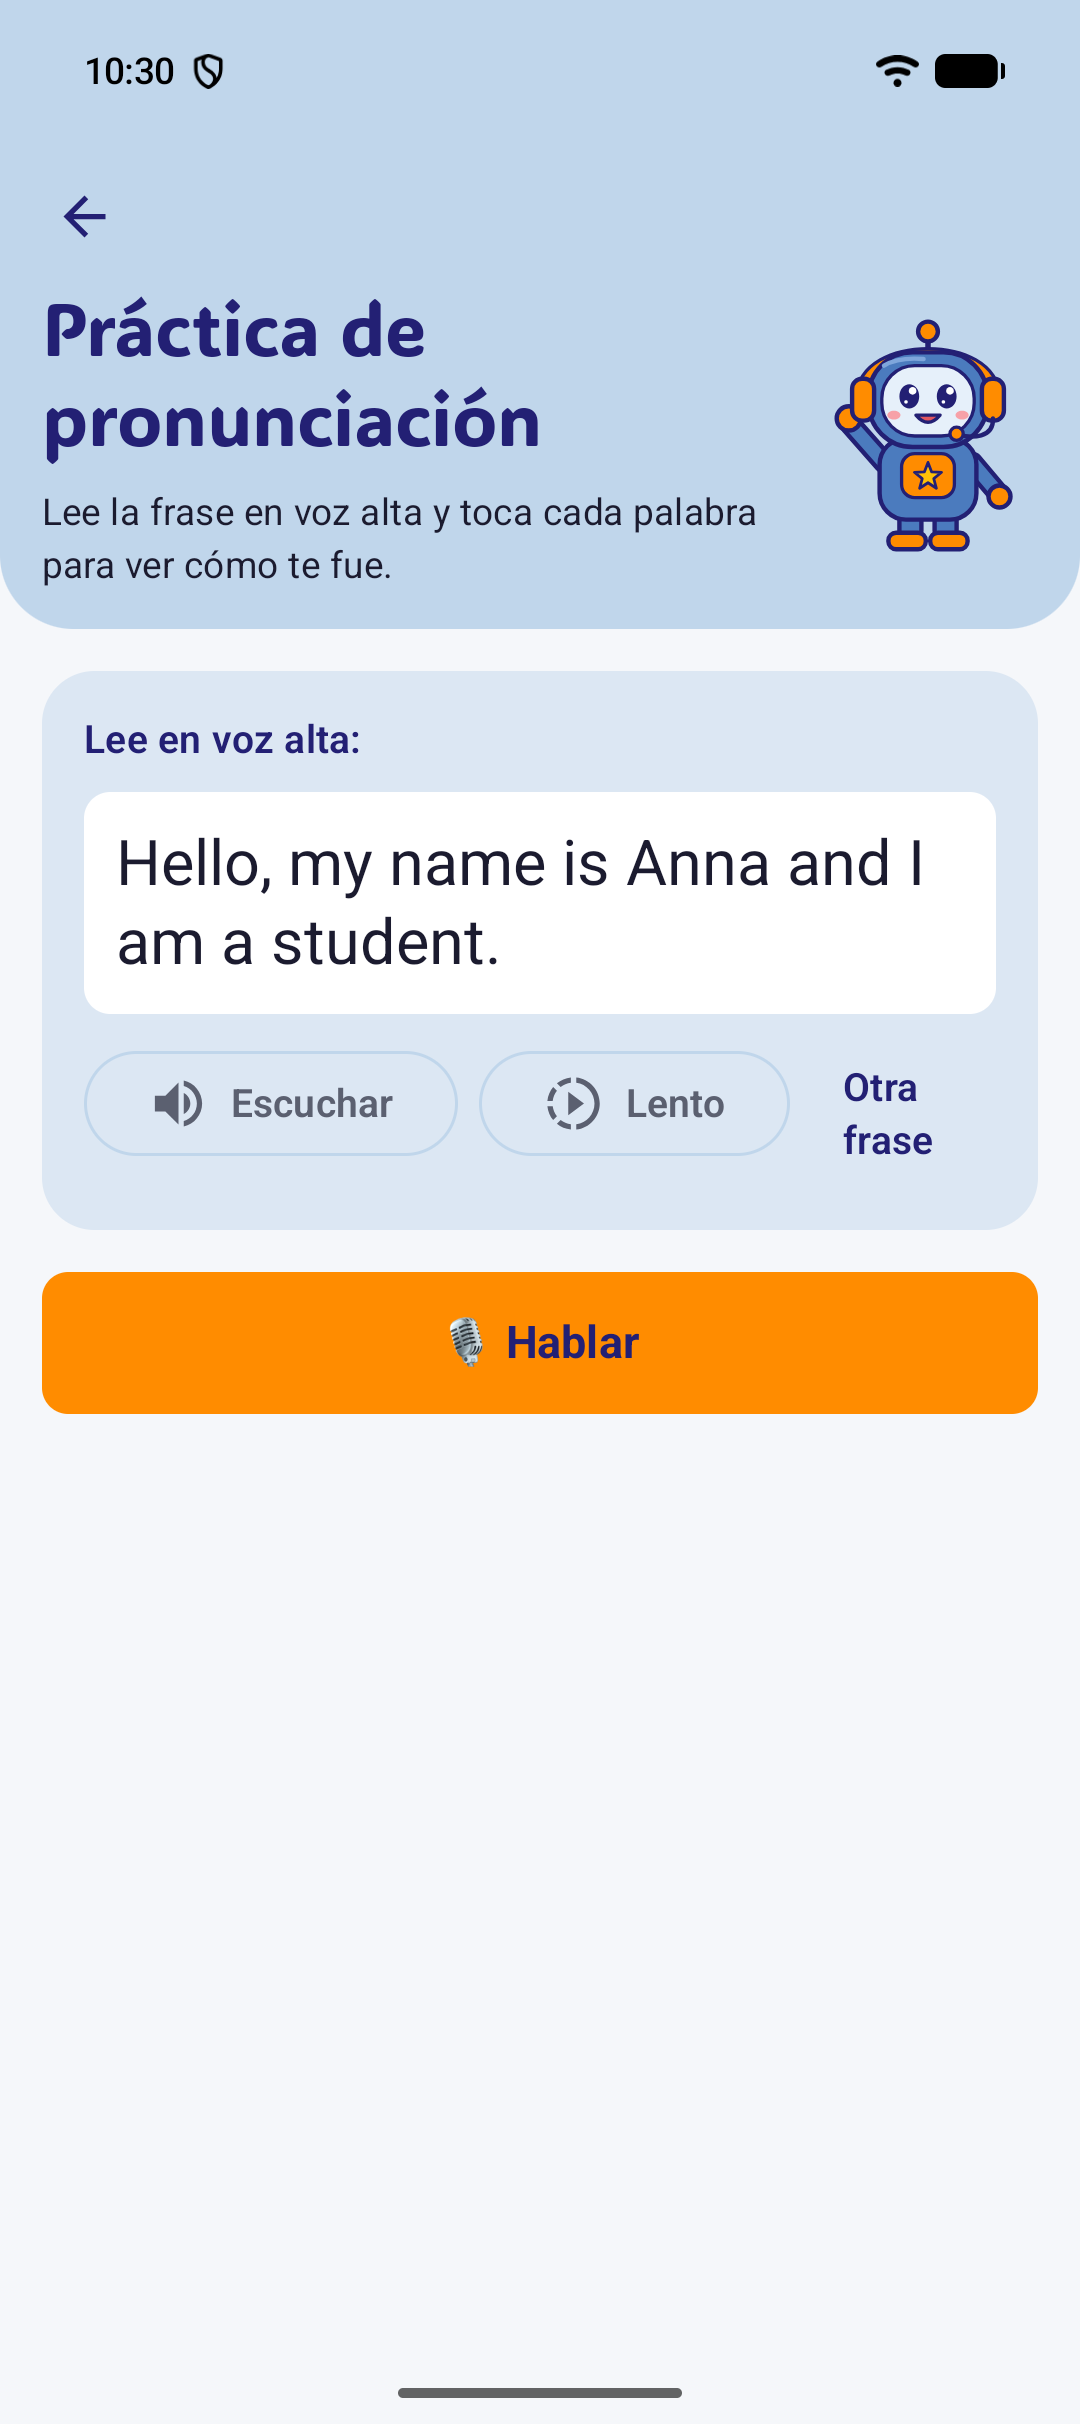 10:30
Práctica de
pronunciación
Lee la frase en voz alta y toca cada palabra
para ver cómo te fue.
Lee en voz alta:
Hello, my name is Anna and I
am a student.
Escuchar
Lento
Otra
frase
Hablar